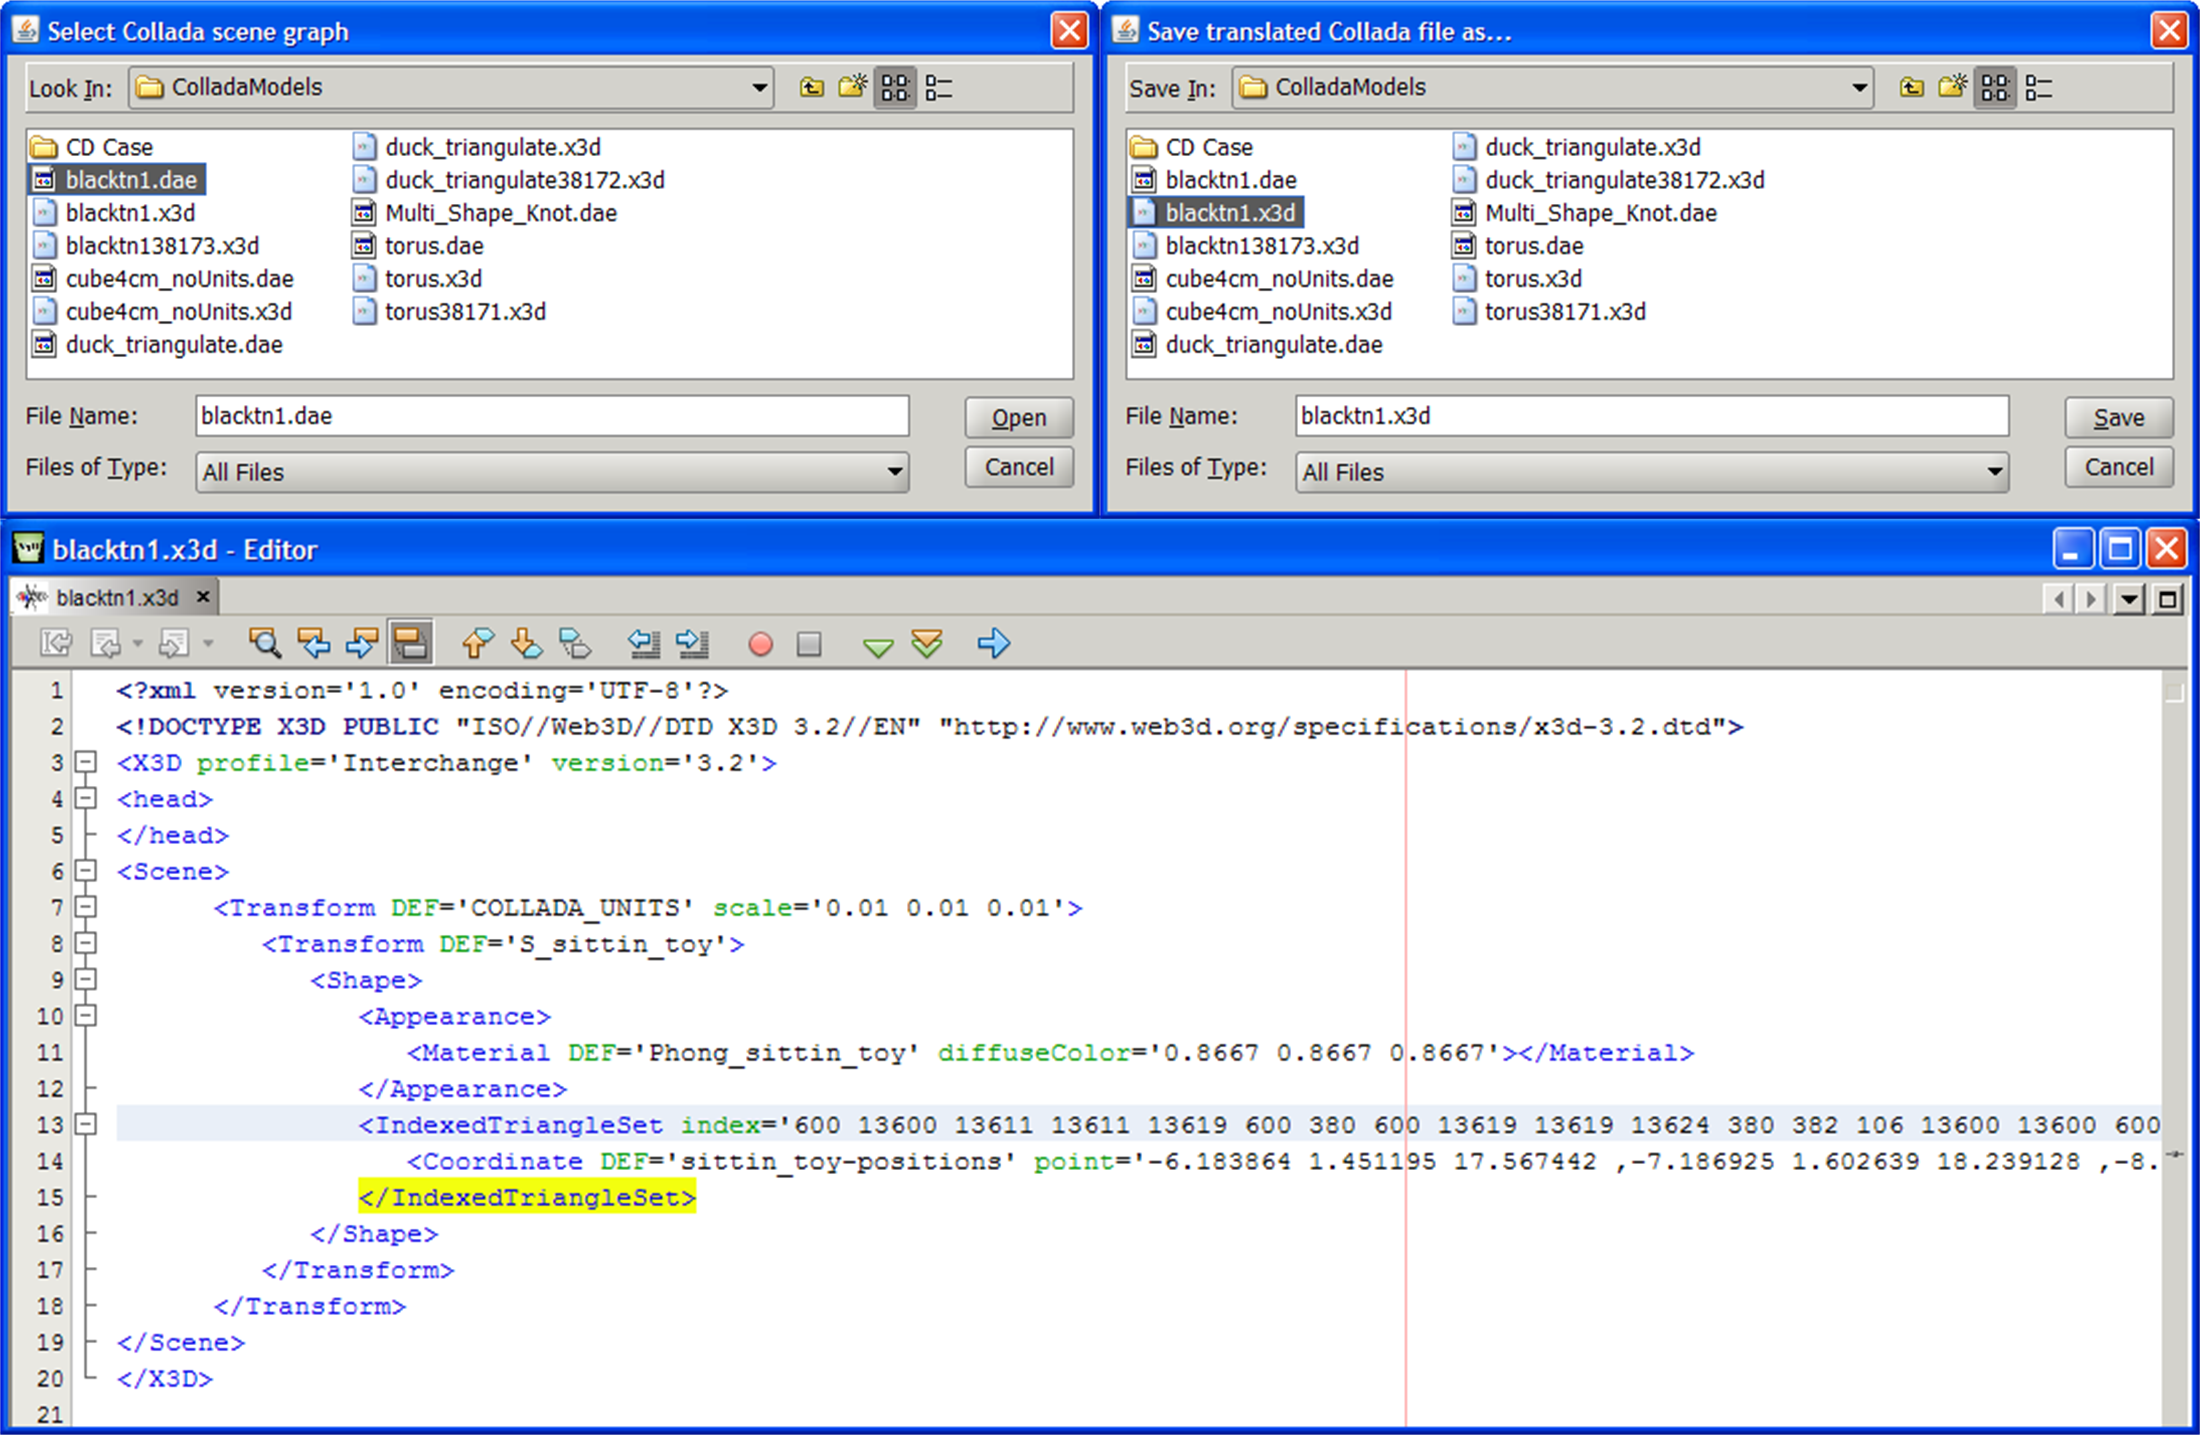 Select Collada scene graph
Look In: ColladaModels
CD Case
blacktn1.dae
blacktn1.x3d
blacktn138173.x3d
cube4cm_noUnits.dae
cube4cm_noUnits.x3d
duck_triangulate.dae
duck_triangulate.x3d
duck_triangulate38172.x3d
Multi_Shape_Knot.dae
torus.dae
torus.x3d
torus38171.x3d
File Name: blacktn1.dae Open
Files of Type: All Files Cancel
Save translated Collada file as...
Save In: ColladaModels
CD Case
blacktn1.dae
blacktn1.x3d
blacktn138173.x3d
cube4cm_noUnits.dae
cube4cm_noUnits.x3d
duck_triangulate.dae
duck_triangulate.x3d
duck_triangulate38172.x3d
Multi_Shape_Knot.dae
torus.dae
torus.x3d
torus38171.x3d
File Name: blacktn1.x3d Save
Files of Type: All Files Cancel
blacktn1.x3d - Editor
blacktn1.x3d
1 <?xml version='1.0' encoding='UTF-8'?>
2 <!DOCTYPE X3D PUBLIC "ISO//Web3D//DTD X3D 3.2//EN" "http://www.web3d.org/specifications/x3d-3.2.dtd">
3 <X3D profile='Interchange' version='3.2'>
4 <head>
5 </head>
6 <Scene>
7 <Transform DEF='COLLADA_UNITS' scale='0.01 0.01 0.01'>
8 <Transform DEF='S_sittin_toy'>
9 <Shape>
10 <Appearance>
11 <Material DEF='Phong_sittin_toy' diffuseColor='0.8667 0.8667 0.8667'></Material>
12 </Appearance>
13 <IndexedTriangleSet index='600 13600 13611 13611 13619 600 380 600 13619 13619 13624 380 382 106 13600 13600 600
14 <Coordinate DEF='sittin_toy-positions' point='-6.183864 1.451195 17.567442 ,-7.186925 1.602639 18.239128 ,-8.
15 </IndexedTriangleSet>
16 </Shape>
17 </Transform>
18 </Transform>
19 </Scene>
20 </X3D>
21